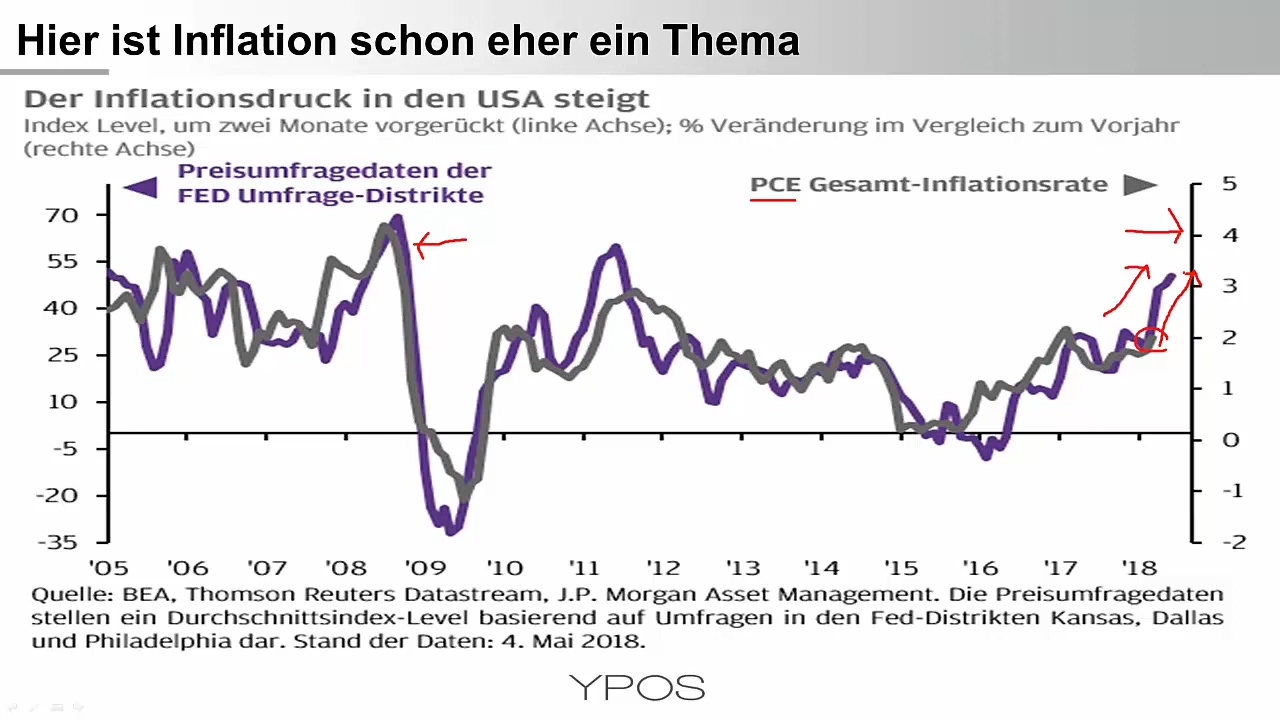 Hier ist Inflation schon eher ein Thema
Der Inflationsdruck in den USA steigt
Index Level, um zwei Monate vorgerückt (linke Achse); % Veränderung im Vergleich zum Vorjahr
(rechte Achse)
Preisumfragedaten der
FED Umfrage-Distrikte
PCE Gesamt-Inflationsrate
70
55
40
25
10
-5
-20
-35
5
4
3
2
1
0
-1
-2
'05 '06 '07 '08 '09 '10 '11 '12 '13 '14 '15 '16 '17 '18
Quelle: BEA, Thomson Reuters Datastream, J.P. Morgan Asset Management. Die Preisumfragedaten
stellen ein Durchschnittsindex-Level basierend auf Umfragen in den Fed-Distrikten Kansas, Dallas
und Philadelphia dar. Stand der Daten: 4. Mai 2018.
YPOS